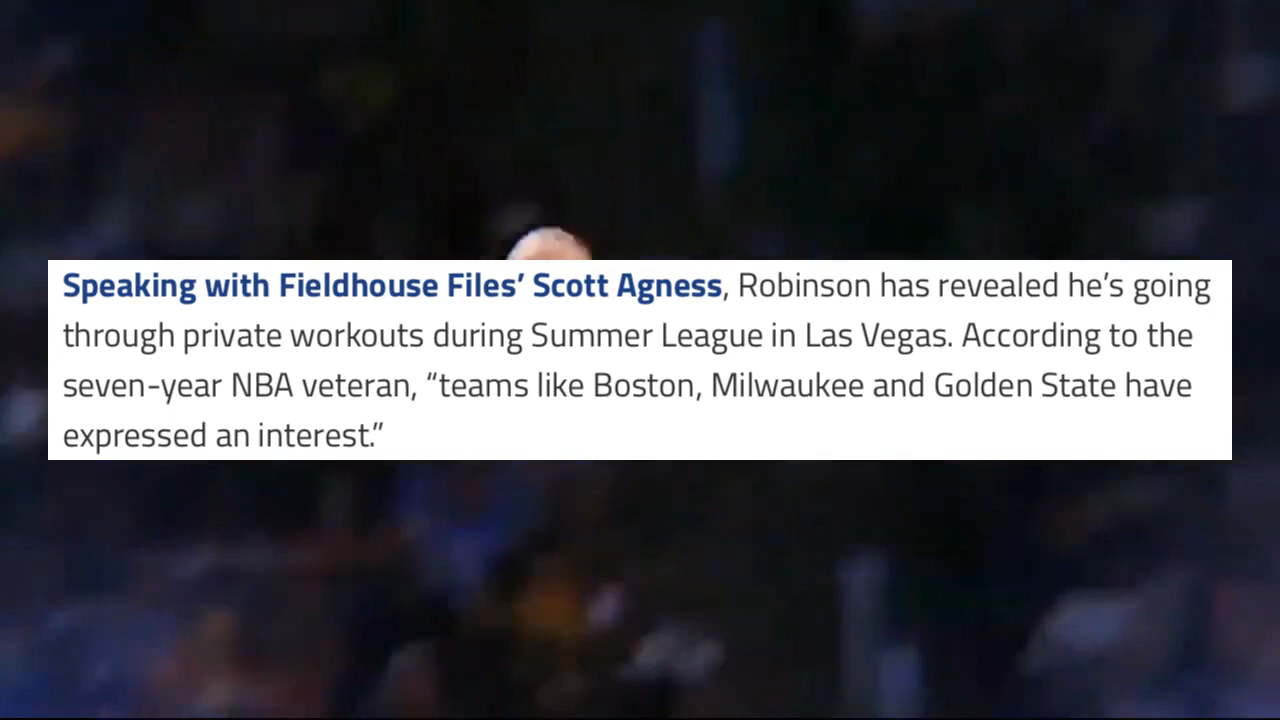 Speaking with Fieldhouse Files’ Scott Agness, Robinson has revealed he’s going
through private workouts during Summer League in Las Vegas. According to the
seven-year NBA veteran, “teams like Boston, Milwaukee and Golden State have
expressed an interest.”